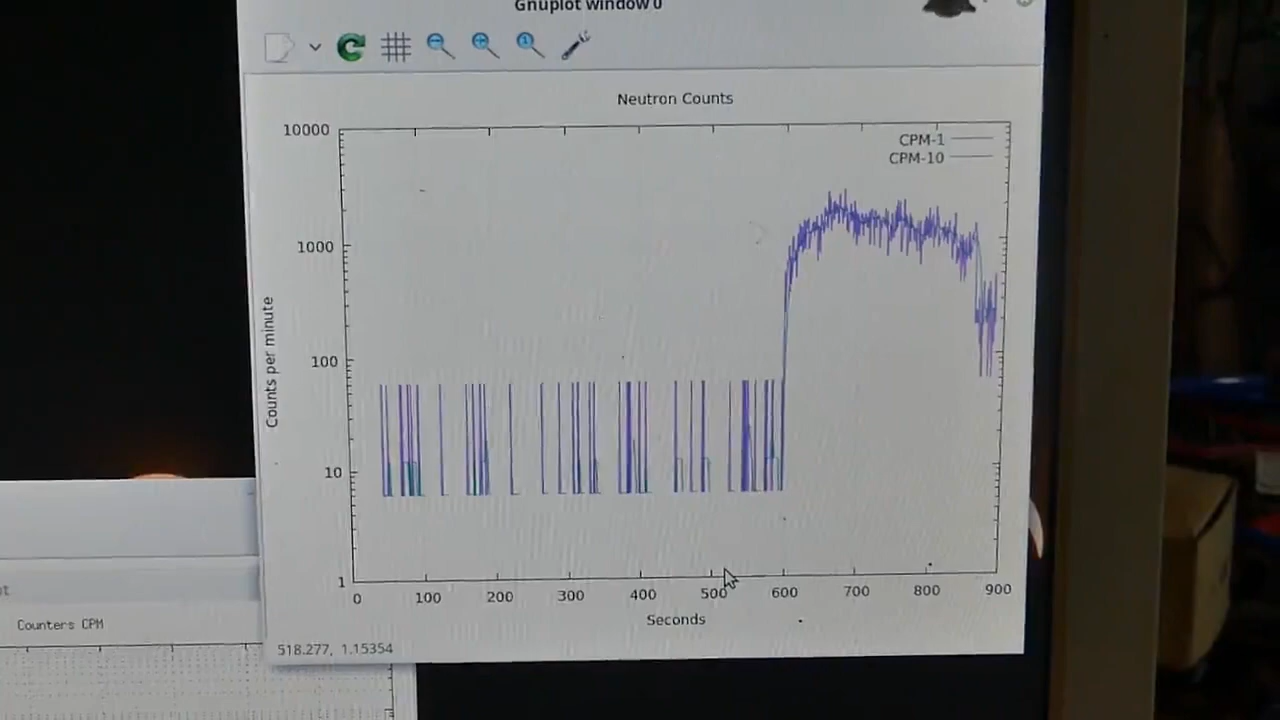 Gnuplot window 0
Neutron Counts
10000
1000
100
10
1
Counts per minute
CPM-1
CPM-10
0 100 200 300 400 500 600 700 800 900
Seconds
518.277, 1.15354
Counters CPM